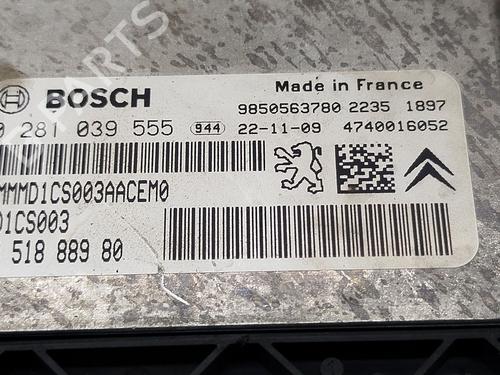 BOSCH
Made in France
9850563780 2235 1897
0 281 039 555 944 22-11-09 4740016052
MMMD1CS003AACEM0
D1CS003
518 889 80